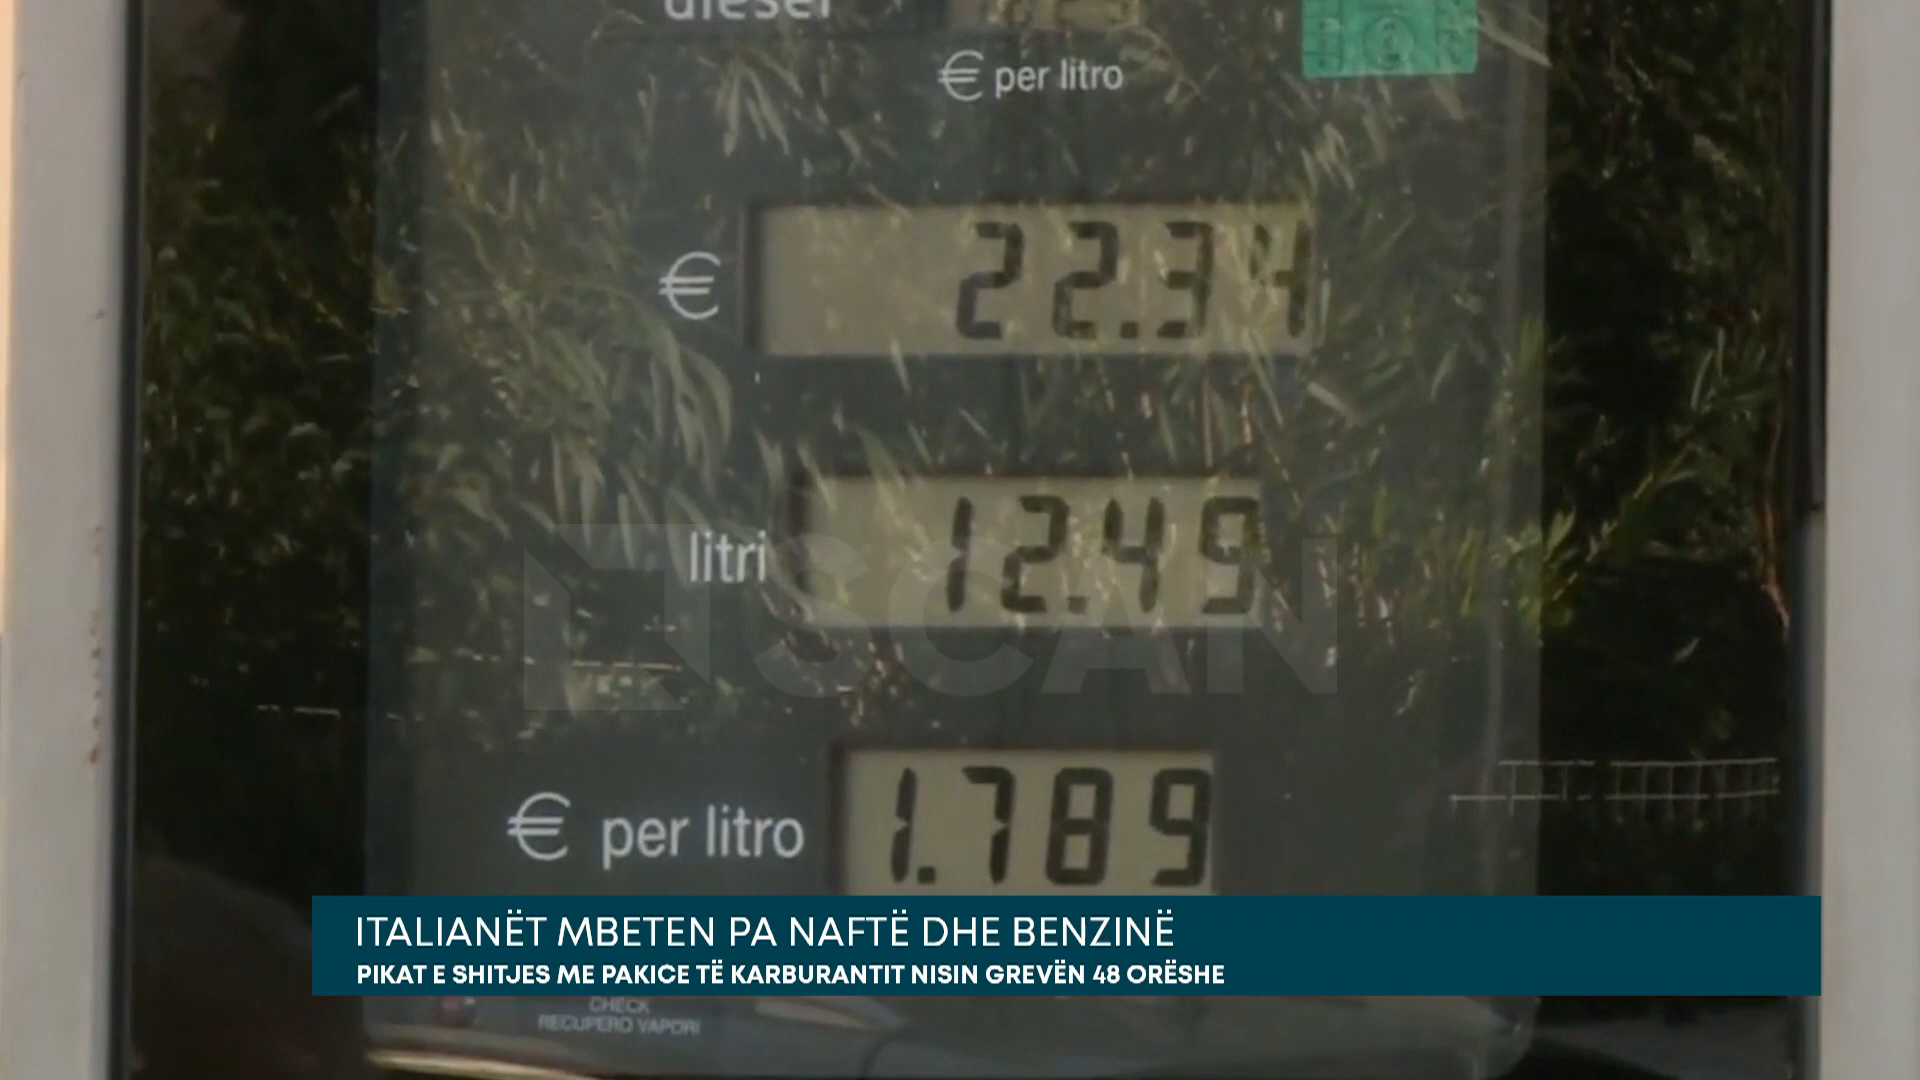 diesel
€ per litro
€ 22.34
litri 12.49
SCAN
€ per litro 1.789
ITALIANËT MBETEN PA NAFTË DHE BENZINË
PIKAT E SHITJES ME PAKICE TË KARBURANTIT NISIN GREVËN 48 ORËSHE
CHECK
RECUPERO VAPORI